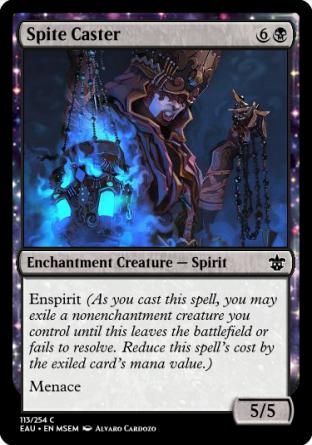 Spite Caster 6
Enchantment Creature — Spirit
Enspirit (As you cast this spell, you may
exile a nonenchantment creature you
control until this leaves the battlefield or
fails to resolve. Reduce this spell's cost by
the exiled card's mana value.)
Menace
5/5
113/254 C
EAU • EN MSEM Alvaro Cardozo